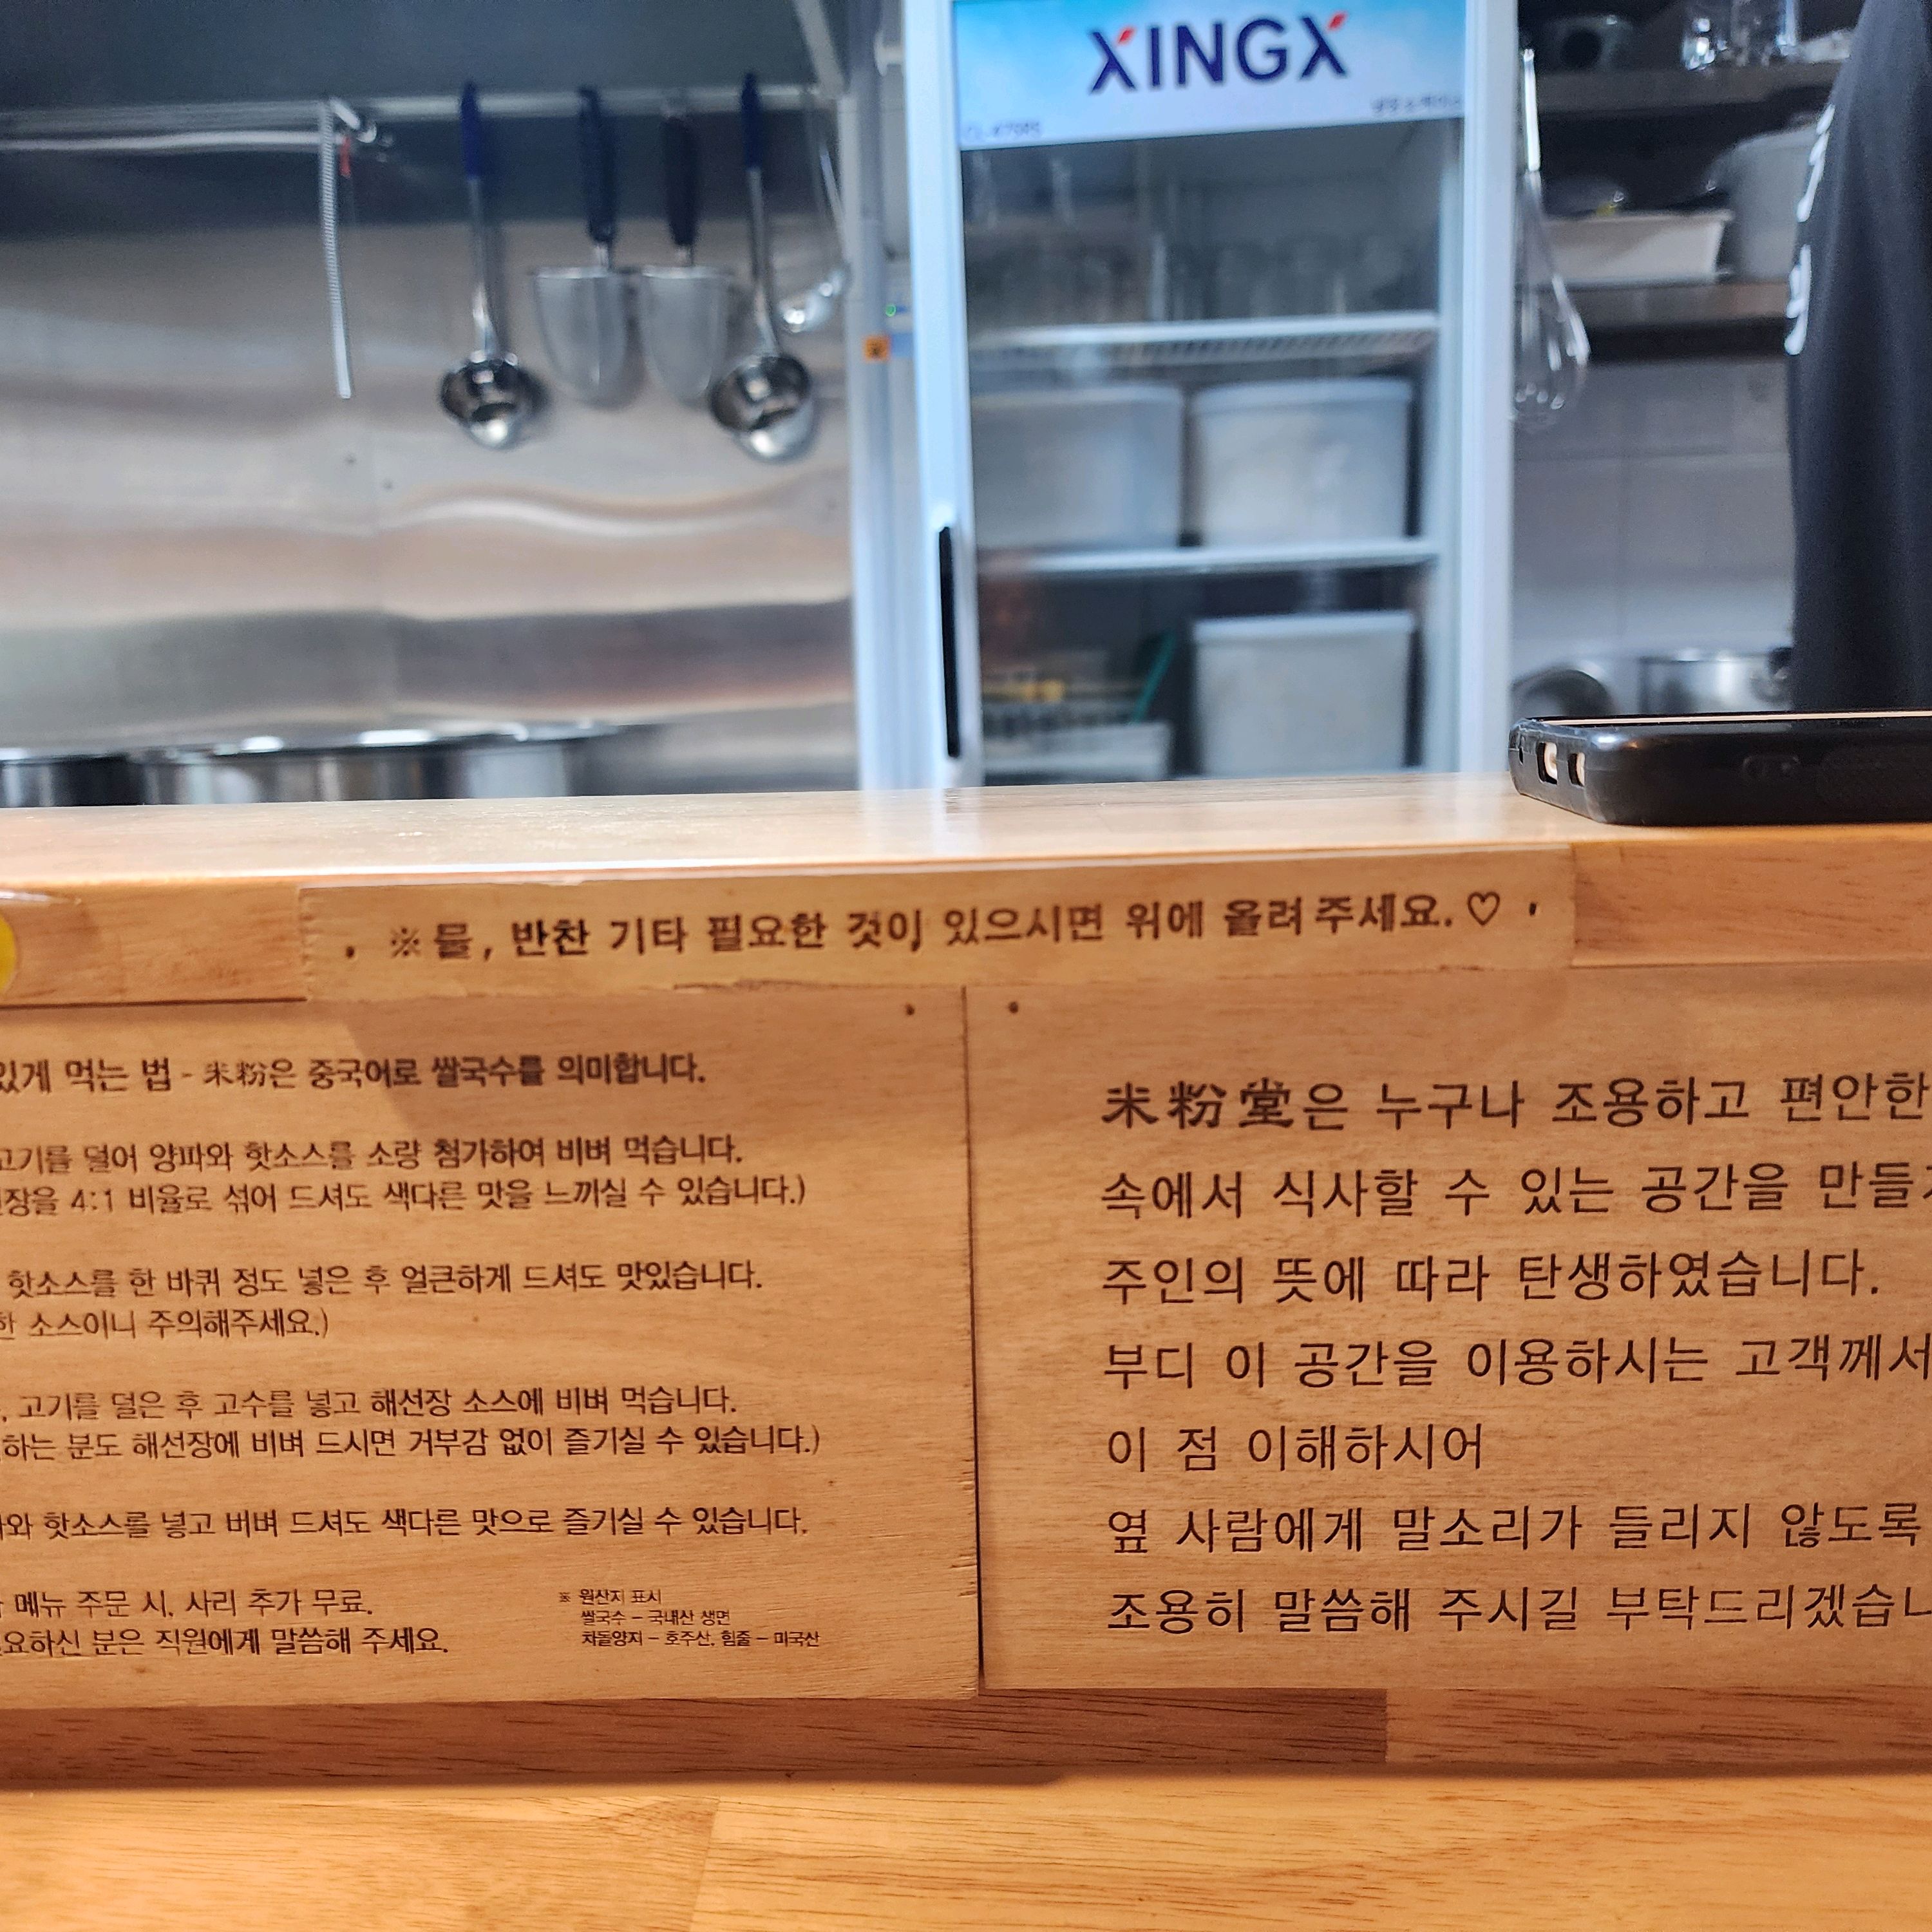 XINGX
※물, 반찬 기타 필요한 것이 있으시면 위에 올려주세요.♡
있게 먹는 법 - 米粉은 중국어로 쌀국수를 의미합니다.
고기를 덜어 양파와 핫소스를 소량 첨가하여 비벼 먹습니다.
4:1 비율로 섞어 드셔도 색다른 맛을 느끼실 수 있습니다.)
핫소스를 한 바퀴 정도 넣은 후 얼큰하게 드셔도 맛있습니다.
한 소스이니 주의해주세요.)
, 고기를 덜은 후 고수를 넣고 해선장 소스에 비벼 먹습니다.
하는 분도 해선장에 비벼 드시면 거부감 없이 즐기실 수 있습니다.)
와 핫소스를 넣고 버벼 드셔도 색다른 맛으로 즐기실 수 있습니다.
메뉴 주문 시, 사리 추가 무료.
요하신 분은 직원에게 말씀해 주세요.
※ 원산지 표시
쌀국수 - 국내산 생면
차돌양지 - 호주산, 힘줄 - 미국산
米粉堂은 누구나 조용하고 편안한
속에서 식사할 수 있는 공간을 만들
주인의 뜻에 따라 탄생하였습니다.
부디 이 공간을 이용하시는 고객께서
이 점 이해하시어
옆 사람에게 말소리가 들리지 않도록
조용히 말씀해 주시길 부탁드리겠습니